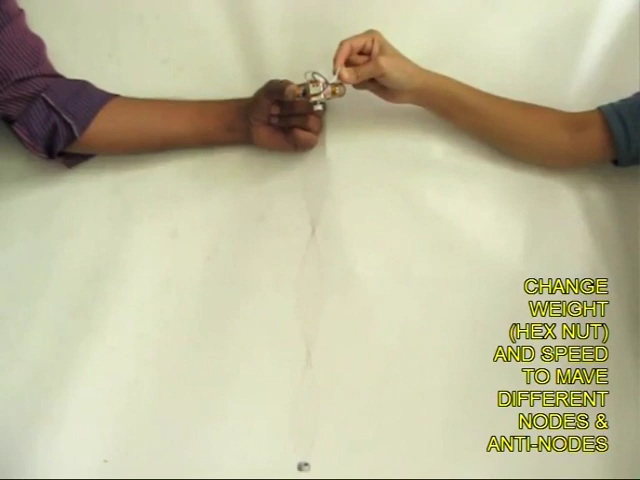 CHANGE
WEIGHT
(HEX NUT)
AND SPEED
TO MAVE
DIFFERENT
NODES &
ANTI-NODES